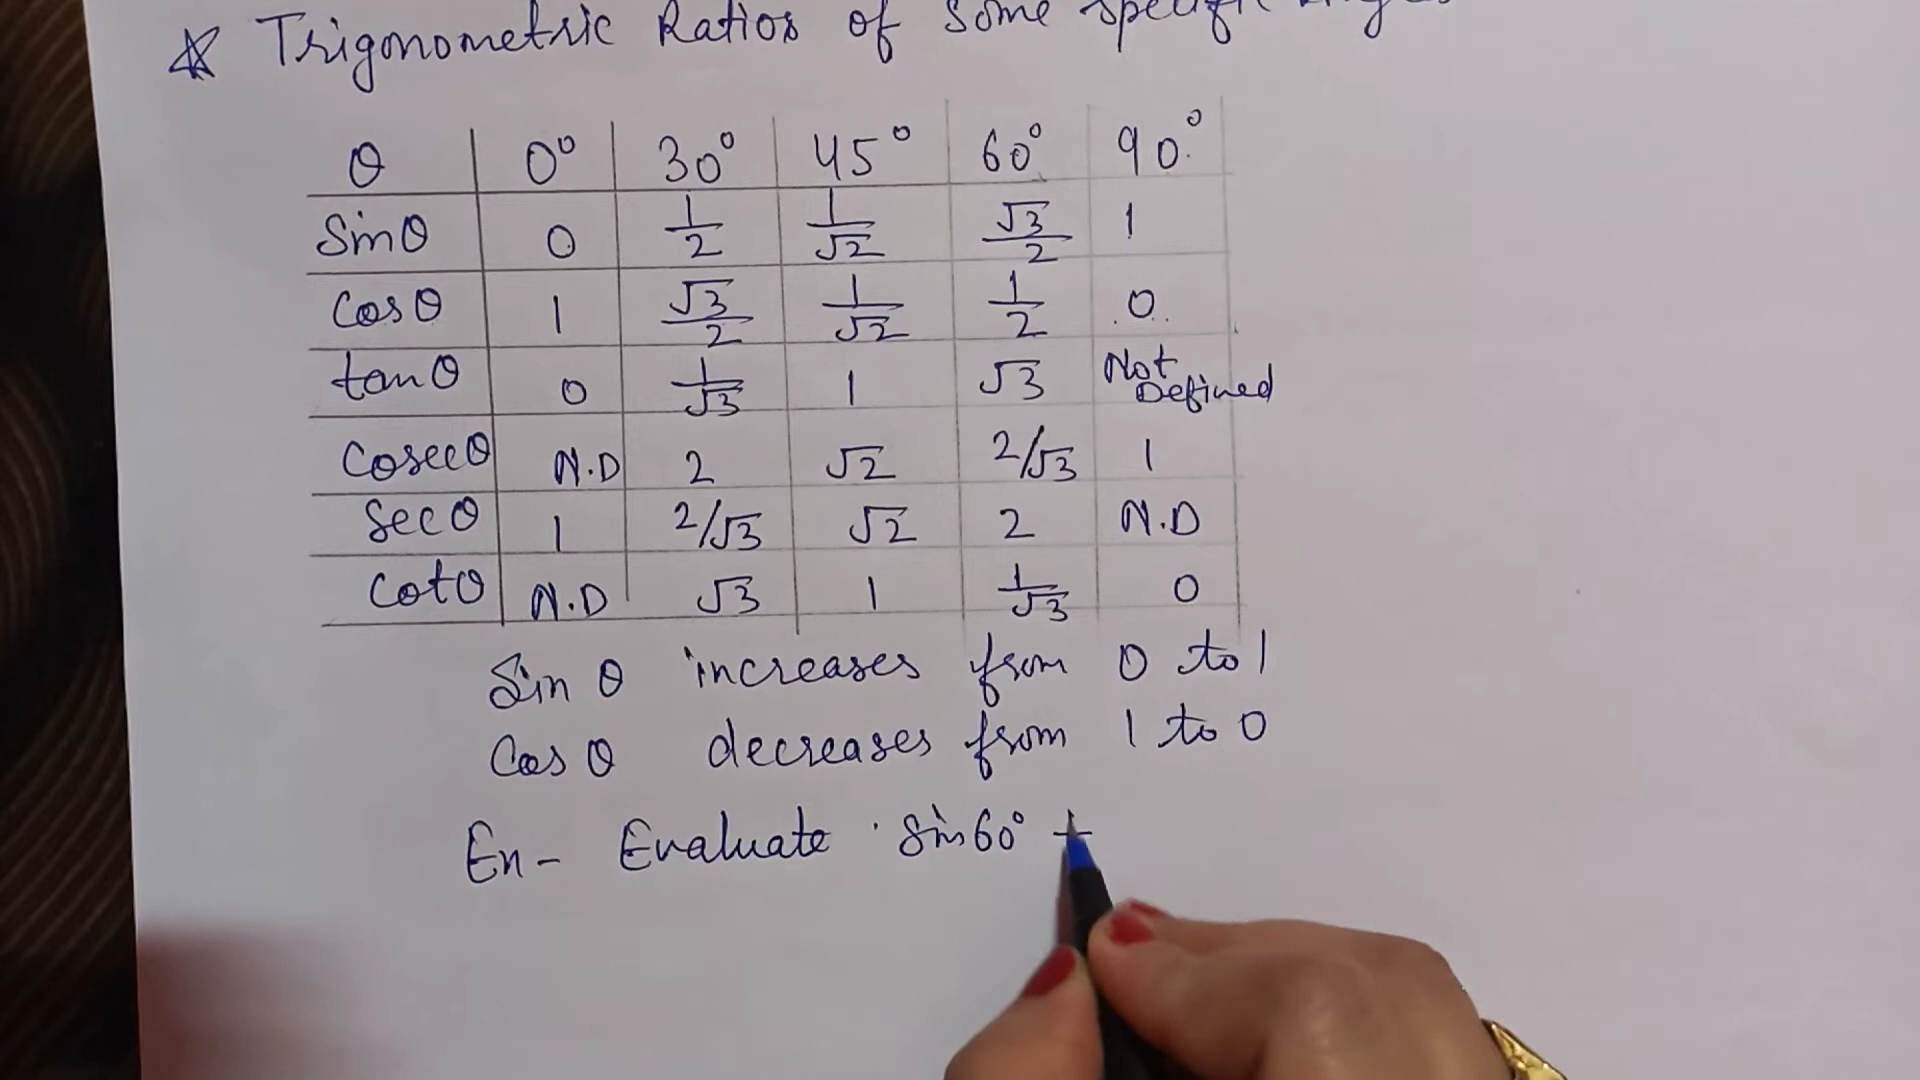 ☆ Trigonometric Ratios of Some specific
θ 0° 30° 45° 60° 90°
Sinθ 0 1/2 1/√2 √3/2 1
Cosθ 1 √3/2 1/√2 1/2 0
tanθ 0 1/√3 1 √3 Not Defined
Cosecθ N.D 2 √2 2/√3 1
Secθ 1 2/√3 √2 2 N.D
Cotθ N.D √3 1 1/√3 0
Sin θ increases from 0 to 1
Cos θ decreases from 1 to 0
Ex- Evaluate Sin60° +